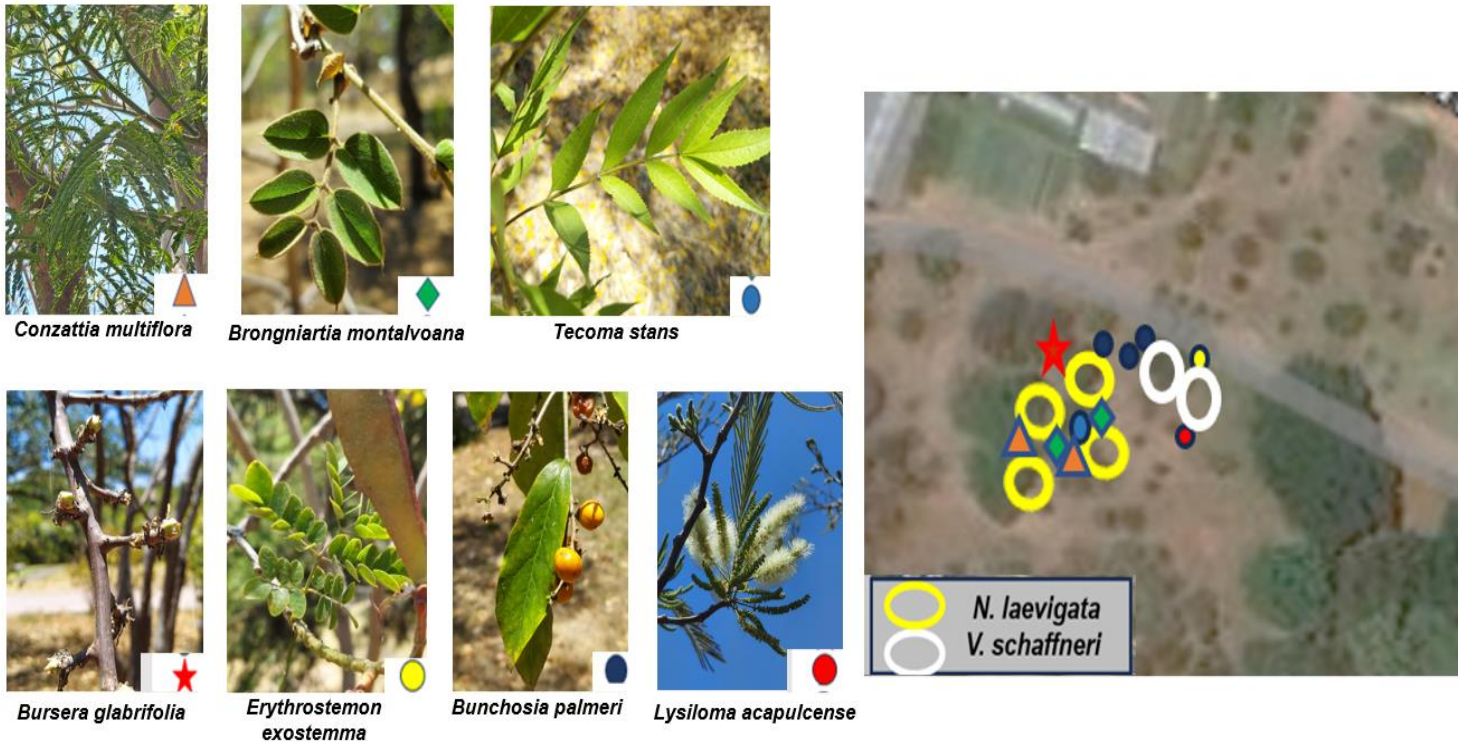 Conzattia multiflora
Brongniartia montalvoana
Tecoma stans
Bursera glabrifolia
Erythrostemon
exostemma
Bunchosia palmeri
Lysiloma acapulcense
N. laevigata
V. schaffneri